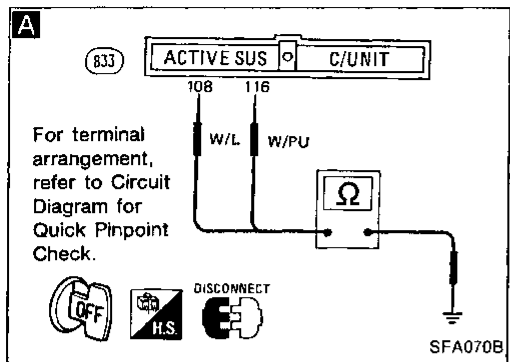 A
833
ACTIVE SUS C/UNIT
108 116
W/L W/PU
For terminal
arrangement,
refer to Circuit
Diagram for
Quick Pinpoint
Check.
Ω
OFF
H.S.
DISCONNECT
SFA070B